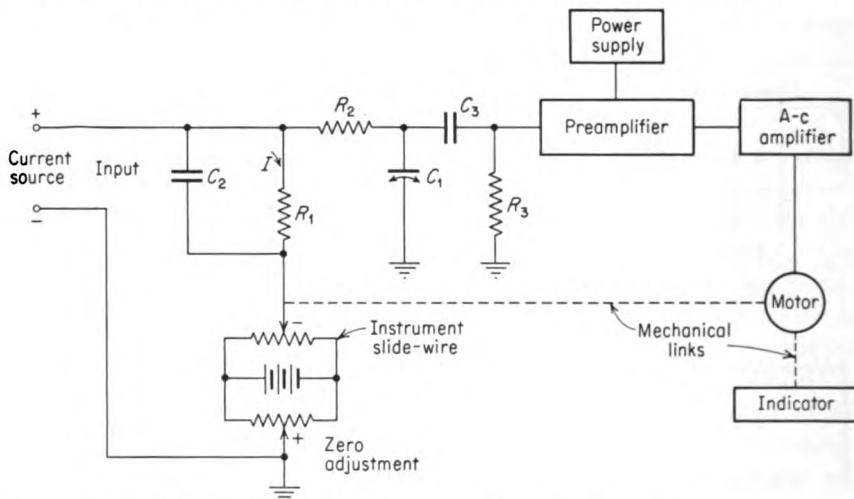 Power
supply
+
R2
C3
Preamplifier
A-c
amplifier
Current
source
Input
C2
I
R1
C1
R3
−
−
Instrument
slide-wire
Motor
Mechanical
links
+
Zero
adjustment
Indicator